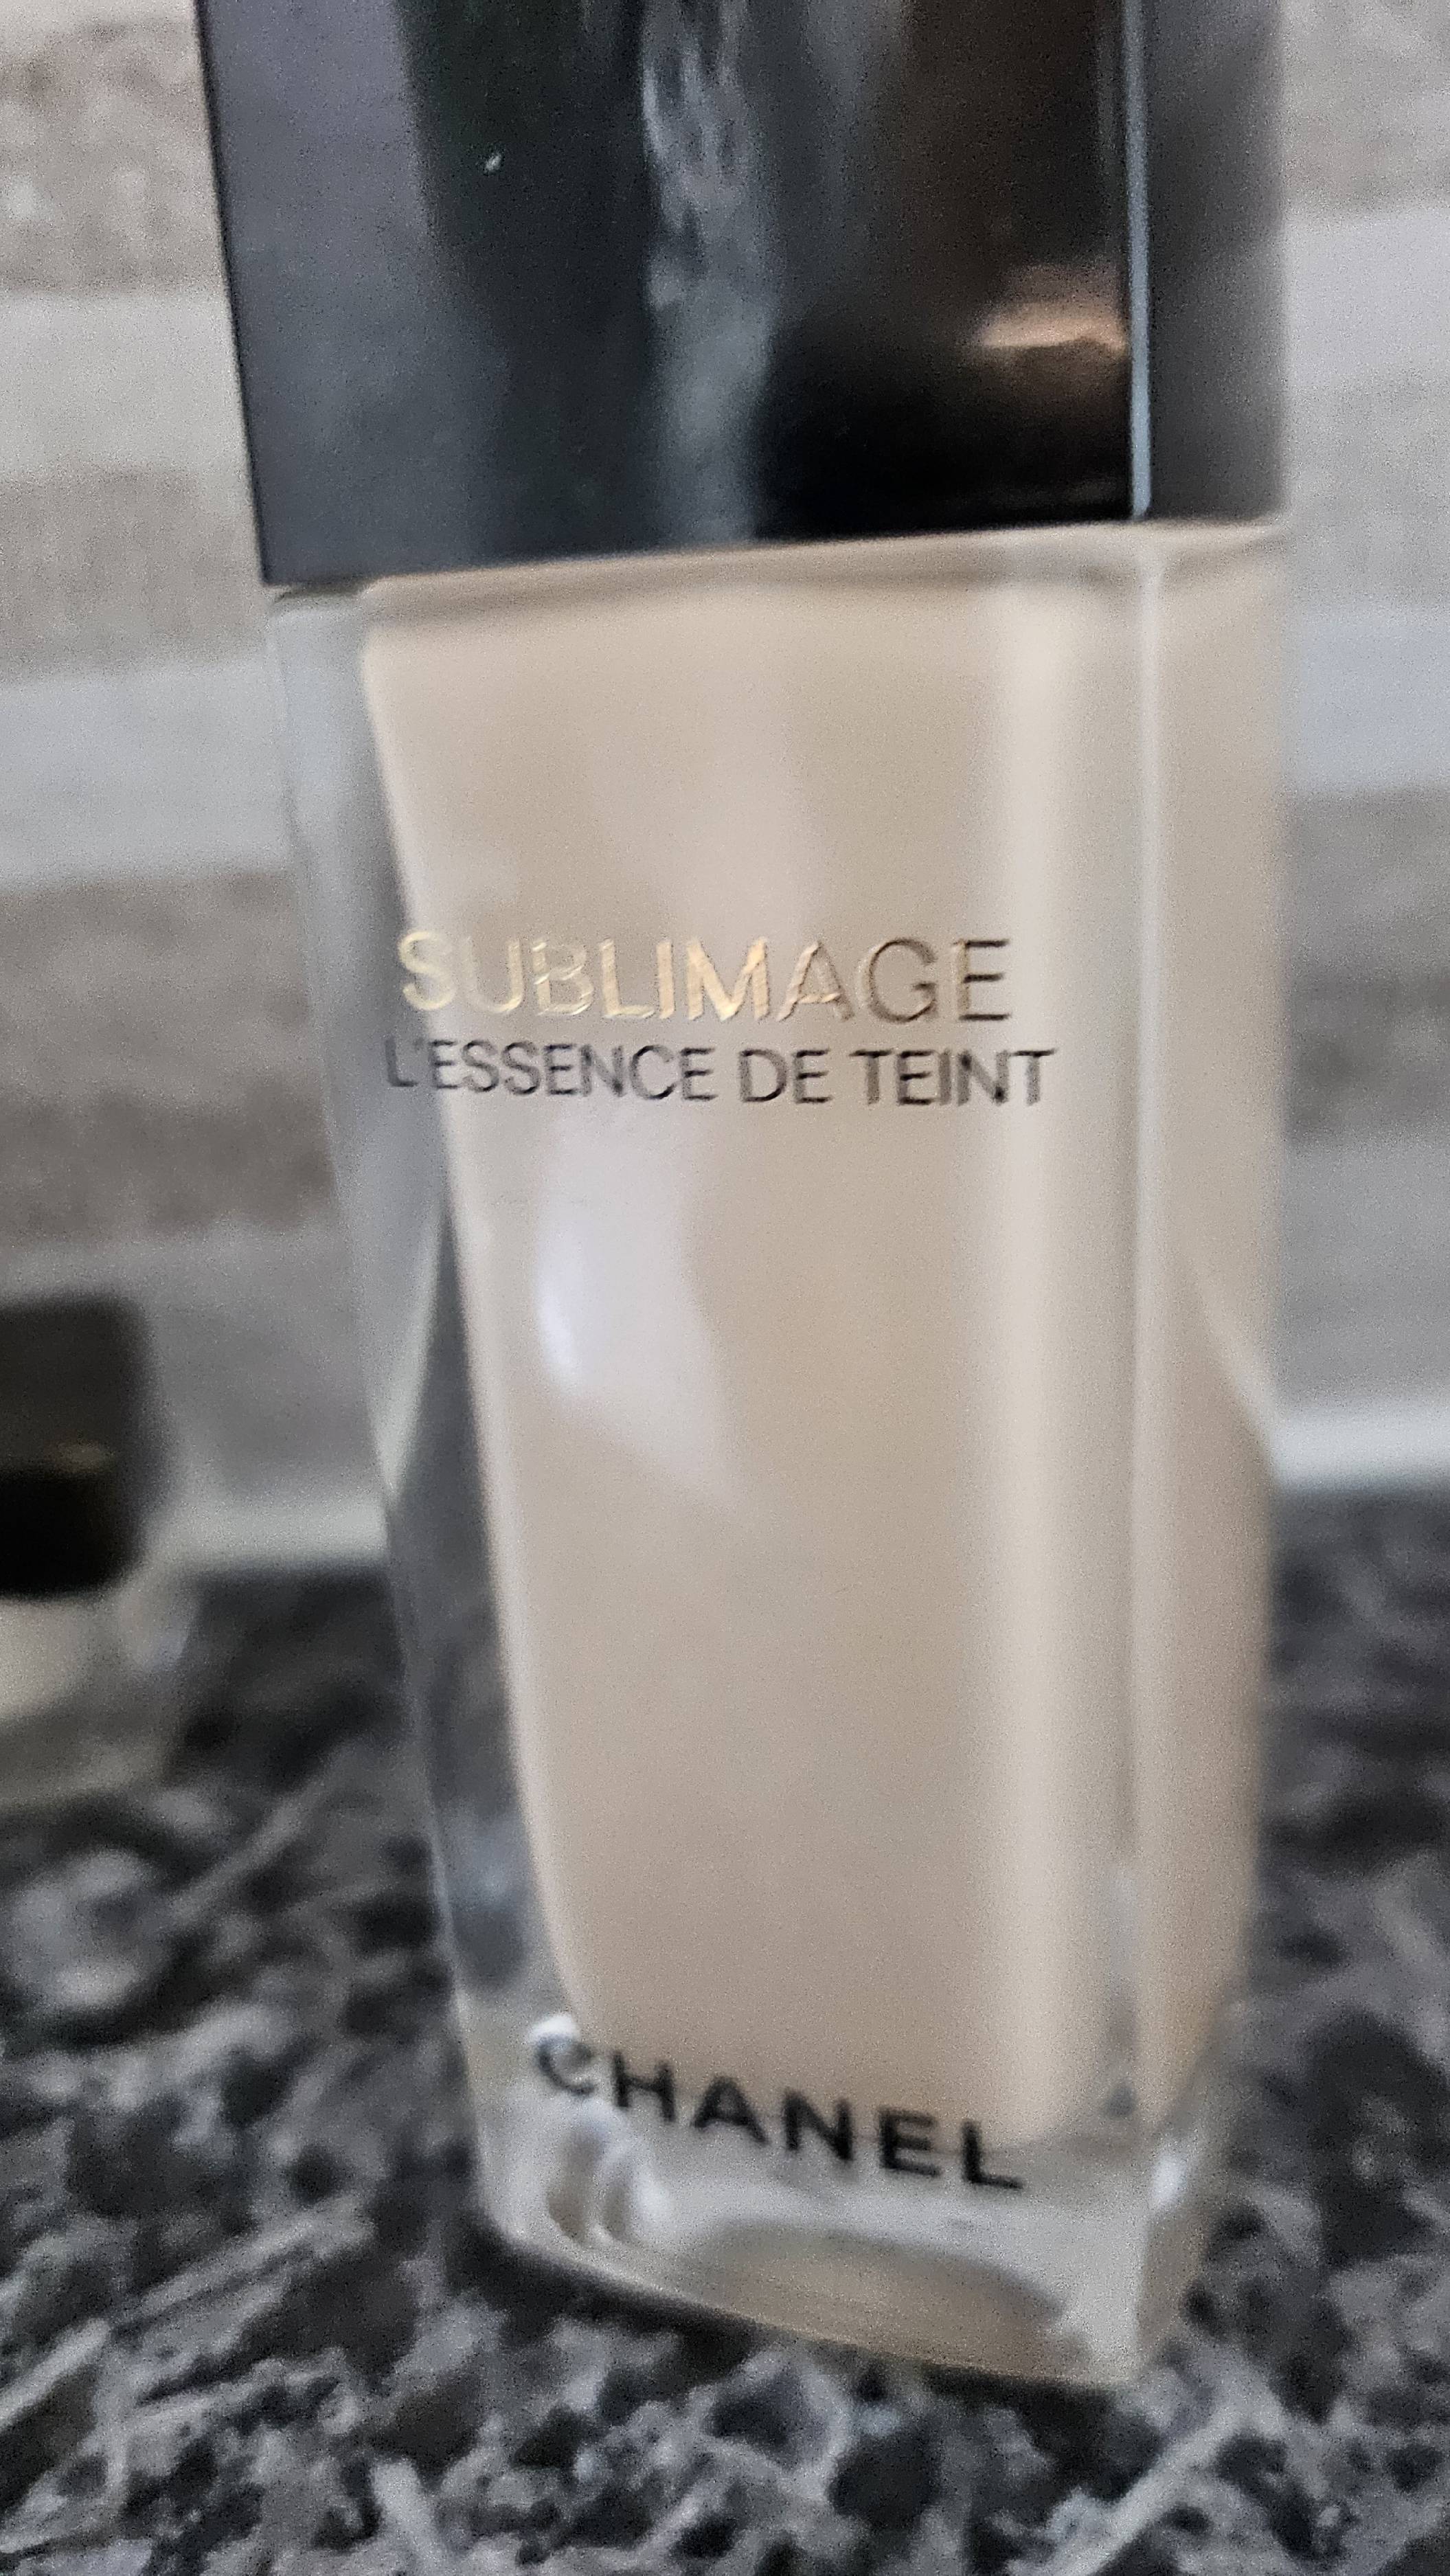 SUBLIMAGE
L'ESSENCE DE TEINT
CHANEL